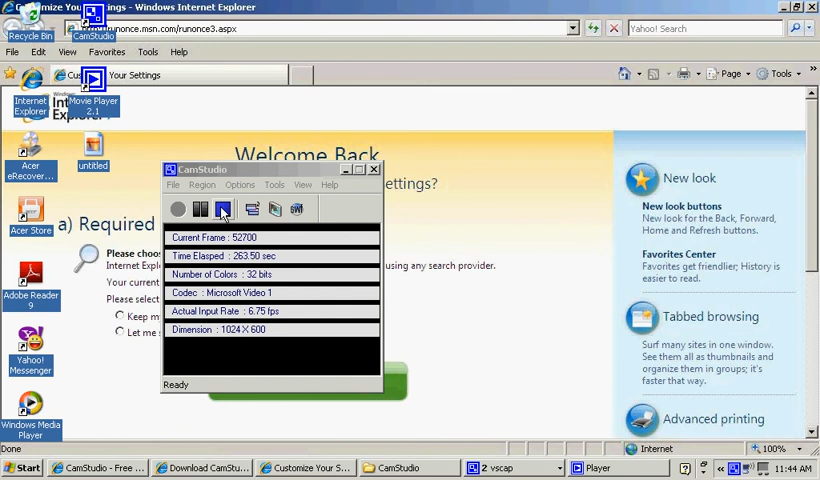 Customize Your Settings - Windows Internet Explorer
runonce.msn.com/runonce3.aspx
Yahoo! Search
File Edit View Favorites Tools Help
Your Settings
Page Tools
Recycle Bin
CamStudio
Internet Explorer
Movie Player 2.1
Acer eRecover...
untitled
Acer Store
Adobe Reader 9
Yahoo! Messenger
Windows Media Player
Welcome Back
ettings?
a) Required
Please choos
Internet Explo
using any search provider.
Your current
Please select
Keep m
Let me s
CamStudio
File Region Options Tools View Help
Current Frame : 52700
Time Elasped : 263.50 sec
Number of Colors : 32 bits
Codec : Microsoft Video 1
Actual Input Rate : 6.75 fps
Dimension : 1024 X 600
Ready
New look
New look buttons
New look for the Back, Forward,
Home and Refresh buttons.
Favorites Center
Favorites get friendlier; History is
easier to read.
Tabbed browsing
Surf many sites in one window.
See them all as thumbnails and
organize them in groups; it's
faster that way.
Advanced printing
Done
Internet
100%
Start
CamStudio - Free ...
Download CamStu...
Customize Your S...
CamStudio
2 vscap
Player
11:44 AM